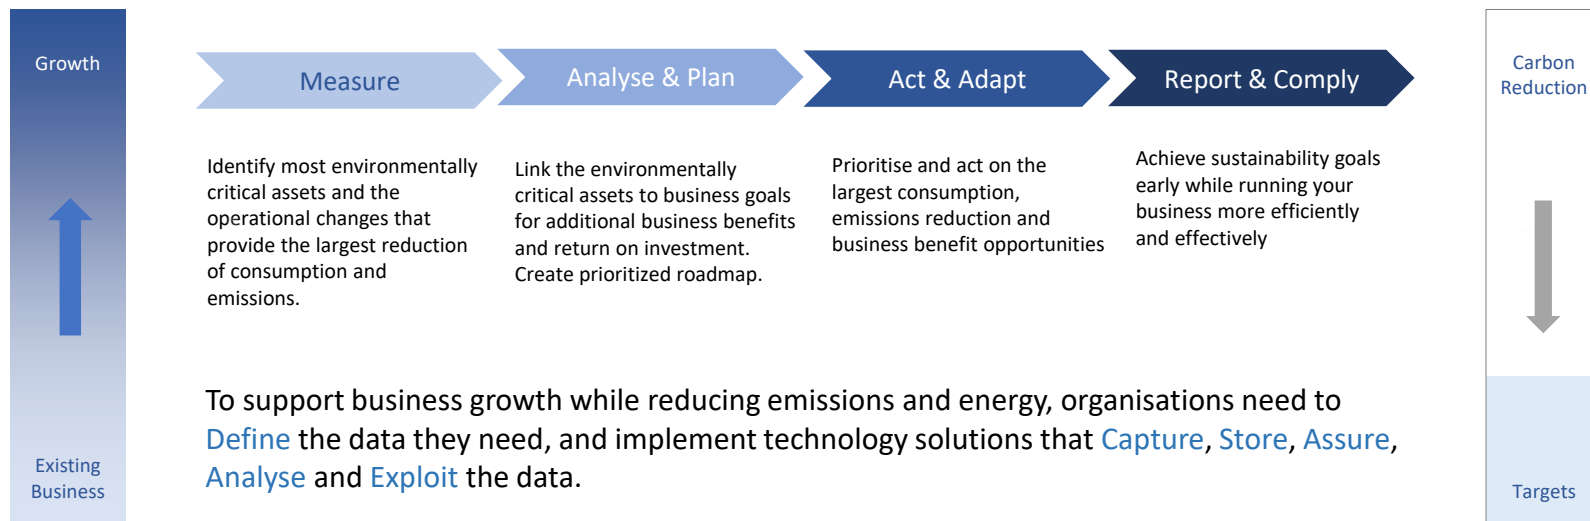 Growth
Existing
Business
Measure
Identify most environmentally
critical assets and the
operational changes that
provide the largest reduction
of consumption and
emissions.
Analyse & Plan
Link the environmentally
critical assets to business goals
for additional business benefits
and return on investment.
Create prioritized roadmap.
Act & Adapt
Prioritise and act on the
largest consumption,
emissions reduction and
business benefit opportunities
Report & Comply
Achieve sustainability goals
early while running your
business more efficiently
and effectively
To support business growth while reducing emissions and energy, organisations need to
Define the data they need, and implement technology solutions that Capture, Store, Assure,
Analyse and Exploit the data.
Carbon
Reduction
Targets